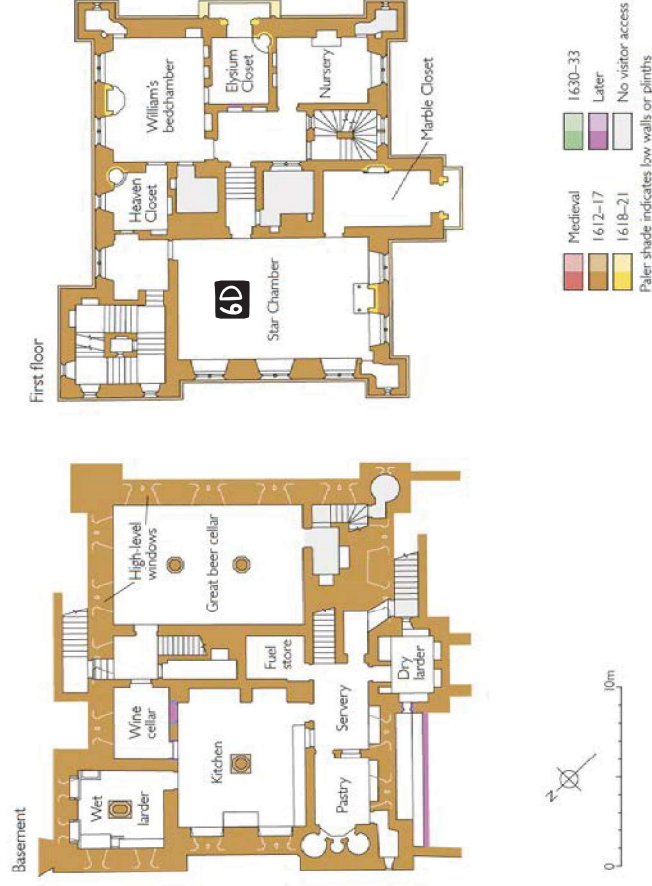 Basement
Wet
larder
Wine
cellar
High-level
windows
Great beer cellar
Kitchen
Fuel
store
Pastry
Servery
Dry
larder
First floor
Heaven
Closet
William's
bedchamber
Elysium
Closet
Nursery
6D
Star Chamber
Marble Closet
N
0
10m
Medieval
1612–17
1618–21
1630–33
Later
No visitor access
Paler shade indicates low walls or plinths